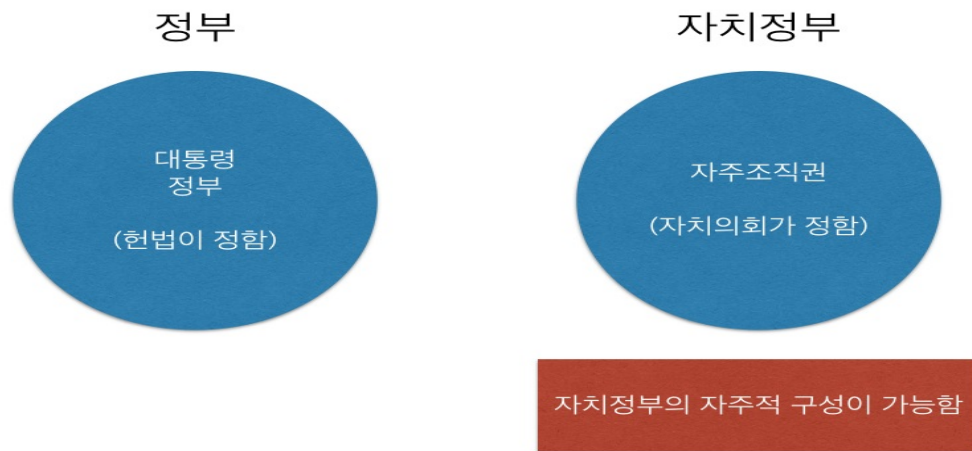 정부
대통령
정부
(헌법이 정함)
자치정부
자주조직권
(자치의회가 정함)
자치정부의 자주적 구성이 가능함